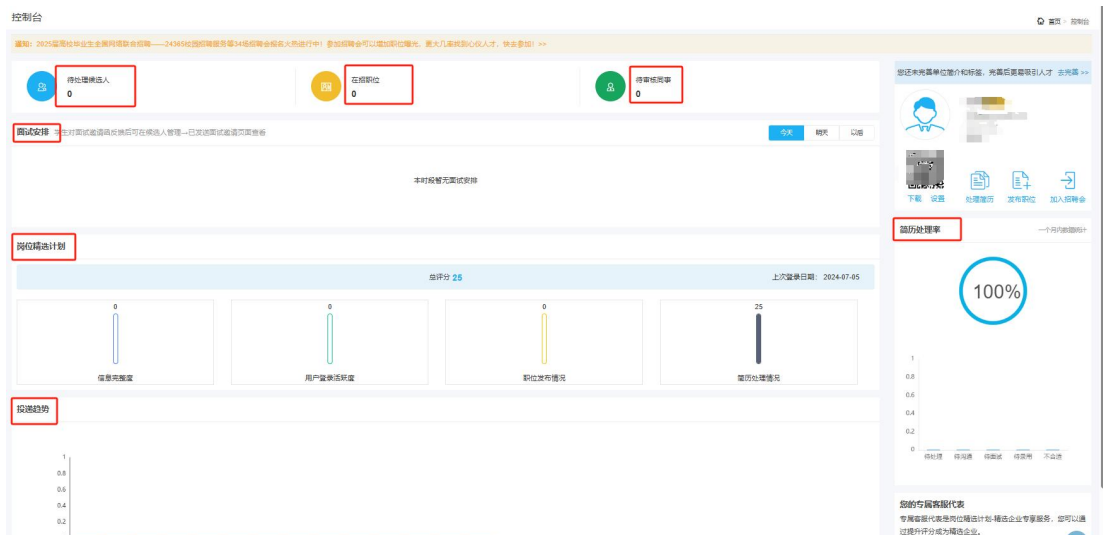 控制台
首页 > 控制台
通知：2025届高校毕业生全国网络联合招聘——24365校园招聘服务等34场招聘会报名火热进行中！参加招聘会可以增加职位曝光，更大几率找到心仪人才，快去参加！>>
待处理候选人
0
在招职位
0
待审核同事
0
面试安排 学生对面试邀请函反馈后可在候选人管理→已发送面试邀请页面查看
今天 明天 以后
本时段暂无面试安排
岗位精选计划
总评分 25
上次登录日期： 2024-07-05
0
信息完整度
0
用户登录活跃度
0
职位发布情况
25
简历处理情况
投递趋势
1
0.8
0.6
0.4
0.2
您还未完善单位简介和标签，完善后更易吸引人才 去完善 >>
下载 设置
处理简历
发布职位
加入招聘会
简历处理率
一个月内数据统计
100%
1
0.8
0.6
0.4
0.2
0
待处理 待沟通 待面试 待录用 不合适
您的专属客服代表
专属客服代表是岗位精选计划-精选企业专享服务，您可以通
过提升评分成为精选企业。